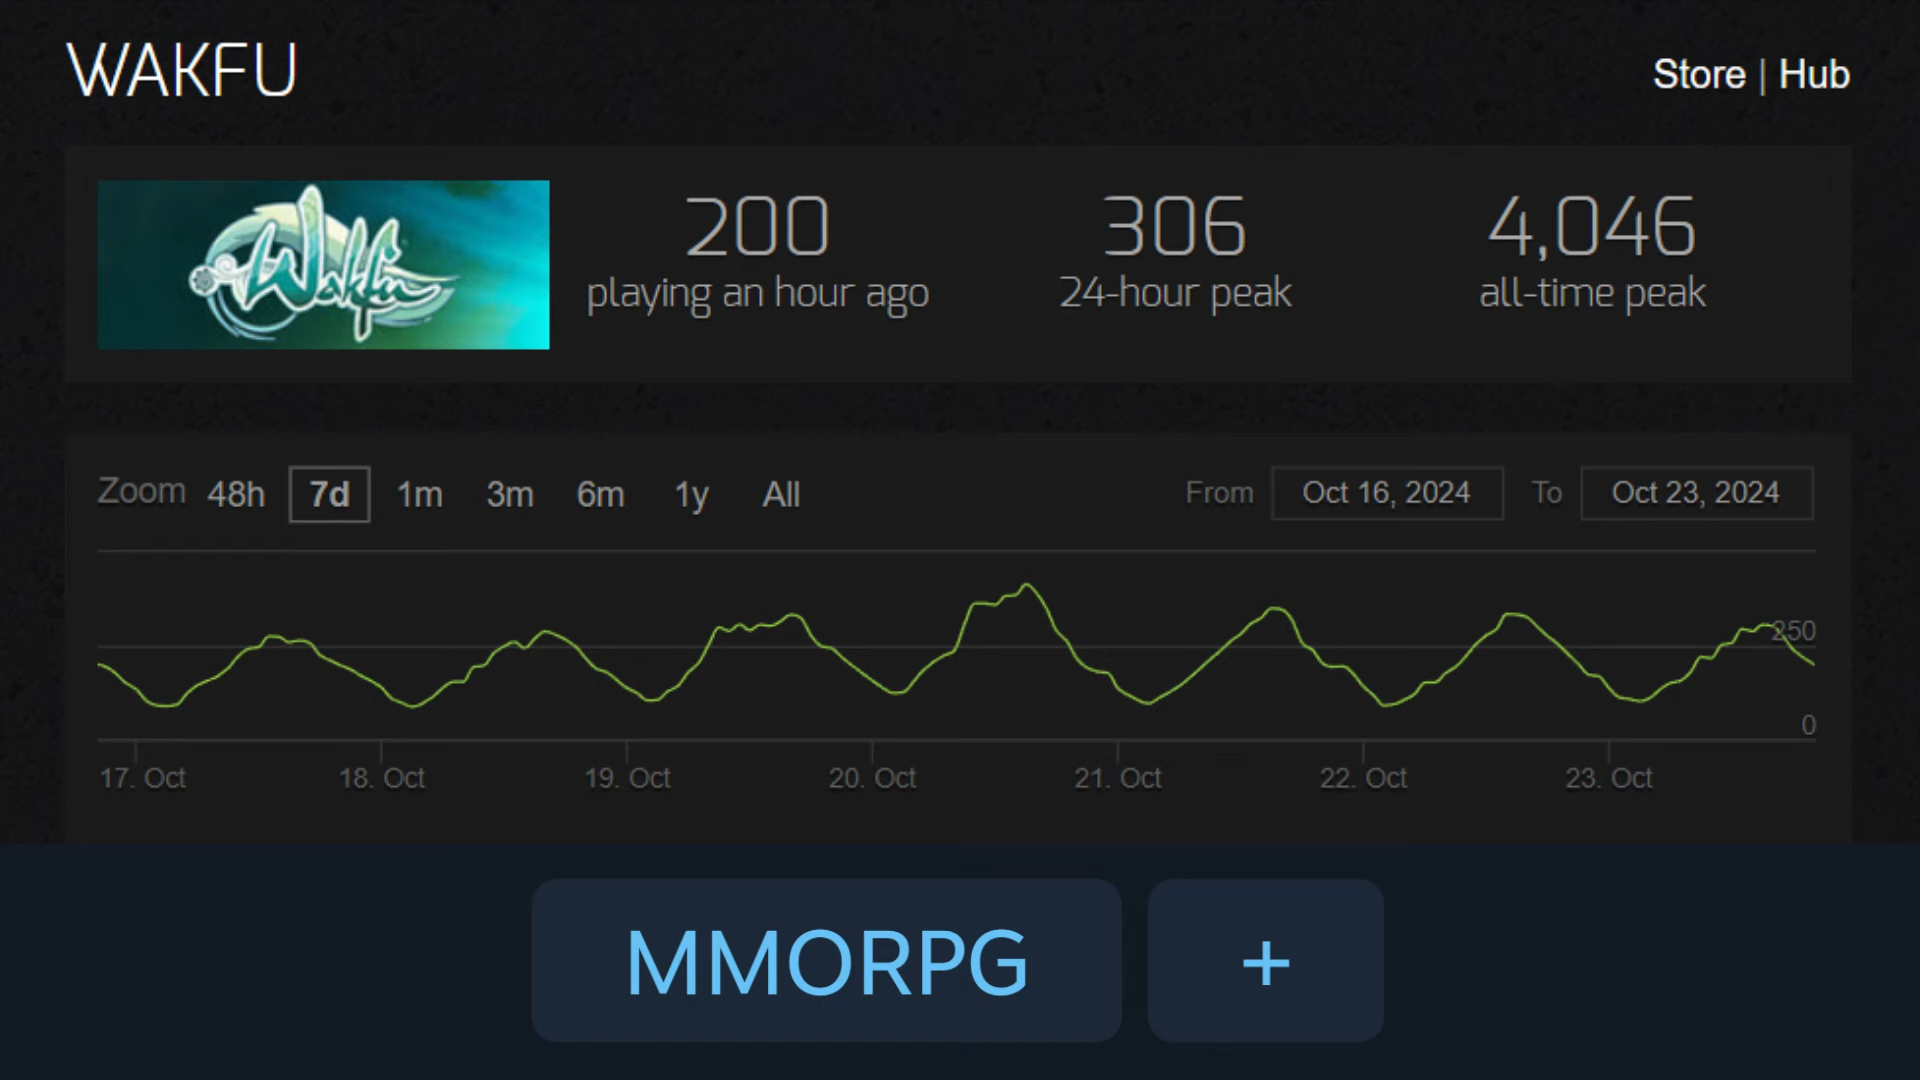 WAKFU
Store | Hub
Wakfu
200
playing an hour ago
306
24-hour peak
4,046
all-time peak
Zoom 48h 7d 1m 3m 6m 1y All
From Oct 16, 2024 To Oct 23, 2024
250
0
17. Oct 18. Oct 19. Oct 20. Oct 21. Oct 22. Oct 23. Oct
MMORPG +